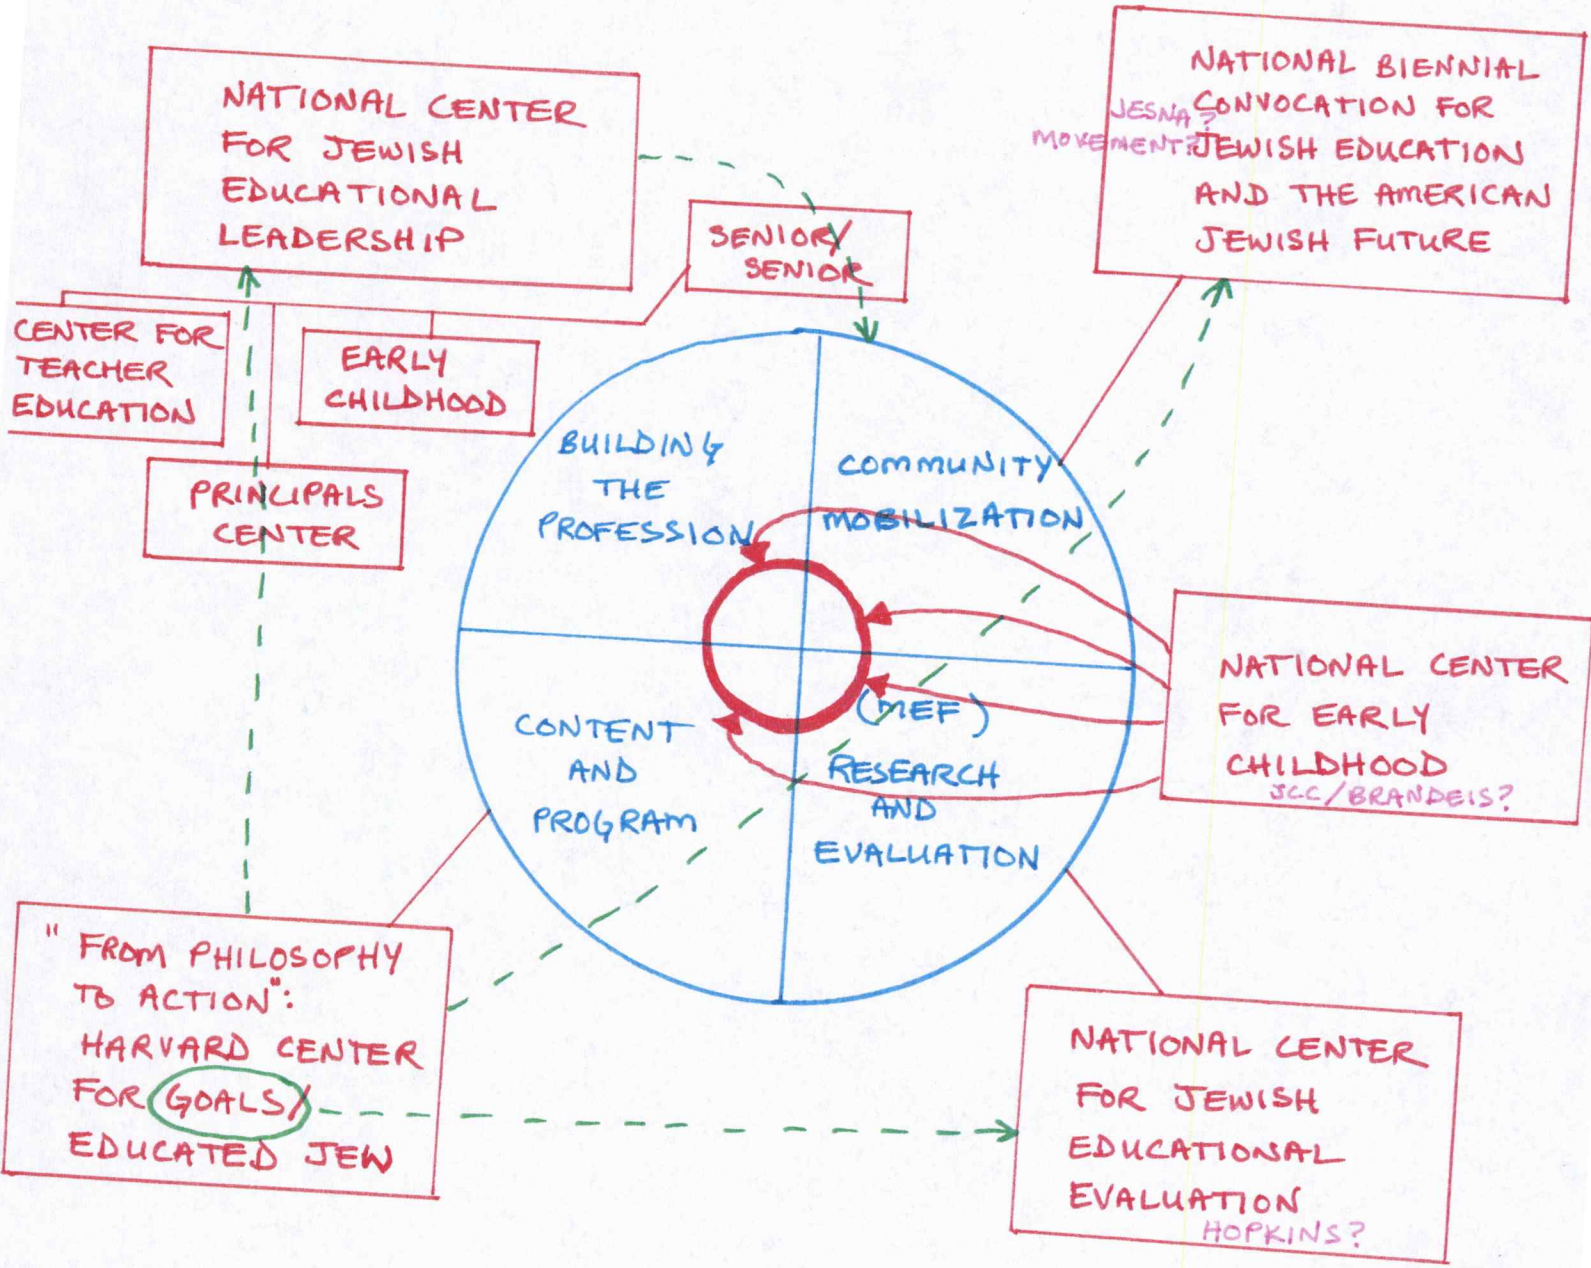 NATIONAL CENTER
FOR JEWISH
EDUCATIONAL
LEADERSHIP
SENIOR/
SENIOR
NATIONAL BIENNIAL
CONVOCATION FOR
JEWISH EDUCATION
AND THE AMERICAN
JEWISH FUTURE
JESNA?
MOVEMENT?
CENTER FOR
TEACHER
EDUCATION
EARLY
CHILDHOOD
PRINCIPALS
CENTER
BUILDING
THE
PROFESSION
COMMUNITY
MOBILIZATION
CONTENT
AND
PROGRAM
(MEF)
RESEARCH
AND
EVALUATION
NATIONAL CENTER
FOR EARLY
CHILDHOOD
JCC/BRANDEIS?
"FROM PHILOSOPHY
TO ACTION":
HARVARD CENTER
FOR GOALS/
EDUCATED JEW
NATIONAL CENTER
FOR JEWISH
EDUCATIONAL
EVALUATION
HOPKINS?